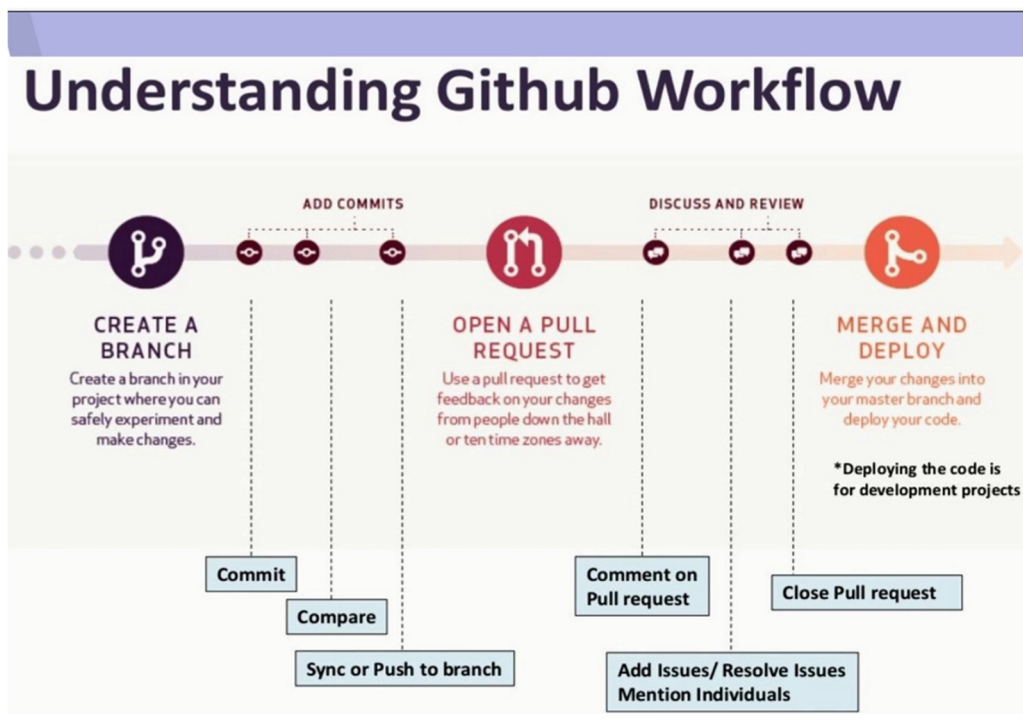 Understanding Github Workflow
ADD COMMITS
DISCUSS AND REVIEW
CREATE A
BRANCH
Create a branch in your
project where you can
safely experiment and
make changes.
OPEN A PULL
REQUEST
Use a pull request to get
feedback on your changes
from people down the hall
or ten time zones away.
MERGE AND
DEPLOY
Merge your changes into
your master branch and
deploy your code.
*Deploying the code is
for development projects
Commit
Compare
Sync or Push to branch
Comment on
Pull request
Add Issues/ Resolve Issues
Mention Individuals
Close Pull request